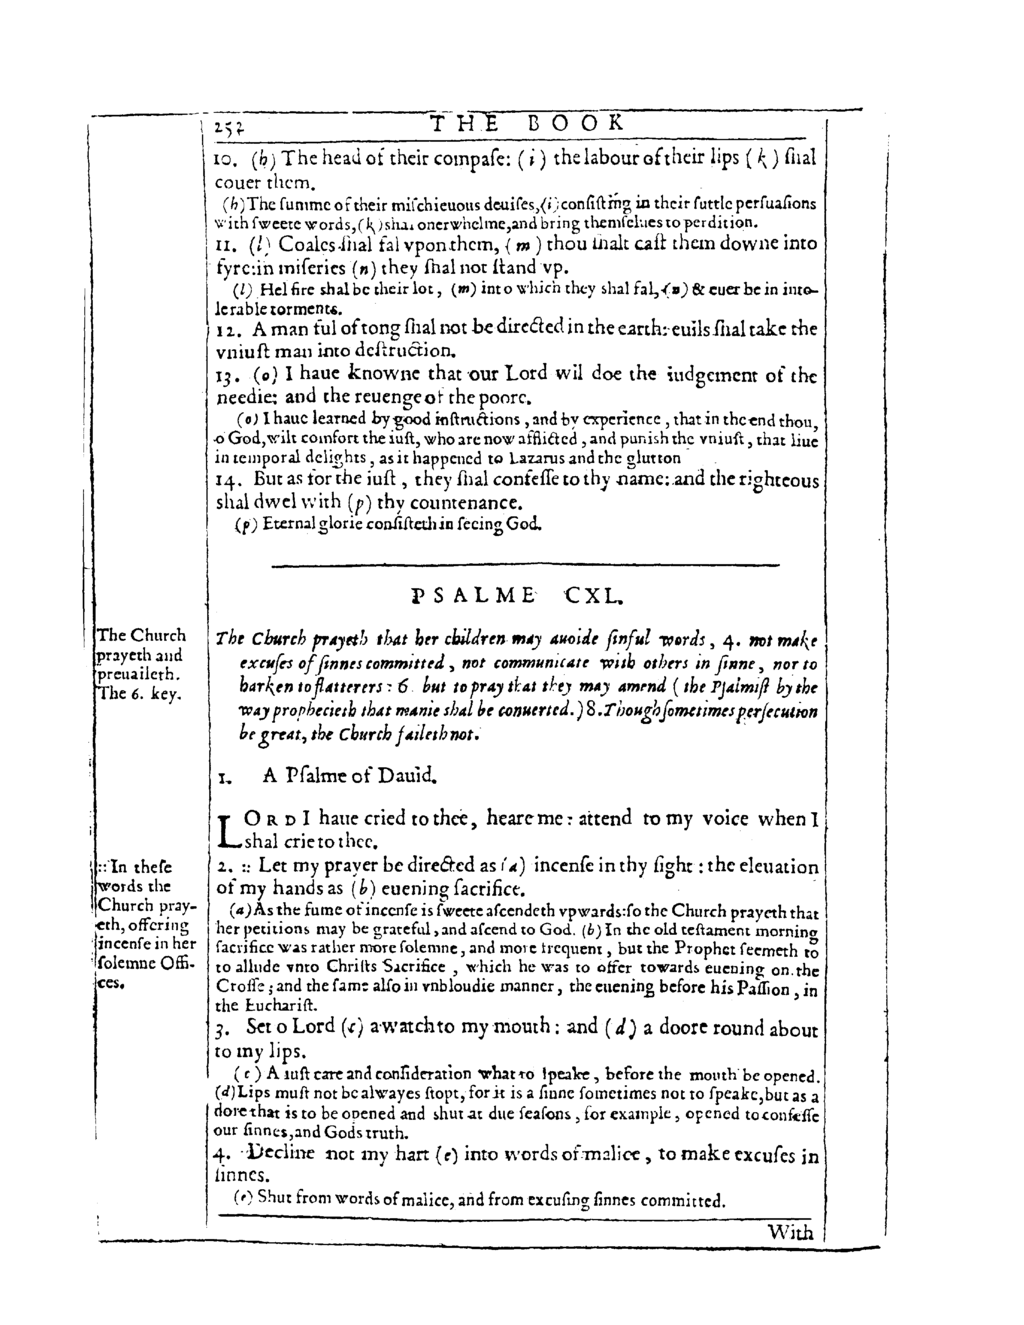 252 THE BOOK
10. (h) The head of their compaſe: (i) the labour of their lips (k) ſhal
couer them.
(h) The ſumme of their miſchieuous deuiſes, (i) conſiſting in their ſuttle perſuaſions
with ſweete words, (k) shal ouerwhelme, and bring themſelues to perdition.
11. (l) Coales ſhal fal vpon them, (m) thou ſhalt caſt them downe into
fyre: in miſeries (n) they ſhal not ſtand vp.
(l) Hel fire shal be their lot, (m) into which they shal fal, (n) & euer be in into-
lerable torments.
12. A man ful of tong ſhal not be directed in the earth: euils ſhal take the
vniuſt man into deſtruction.
13. (o) I haue knowne that our Lord wil doe the iudgement of the
needie: and the reuenge of the poore.
(o) I haue learned by good inſtructions, and by experience, that in the end thou,
o God, wilt comfort the iuſt, who are now afflicted, and punish the vniuſt, that liue
in temporal delights, as it happened to Lazarus and the glutton
14. But as for the iuſt, they ſhal confeſſe to thy name: and the righteous
shal dwel with (p) thy countenance.
(p) Eternal glorie conſiſteth in ſeeing God.
PSALME CXL.
The Church
prayeth and
preuaileth.
The 6. key.
The Church prayeth that her children may auoide ſinful words, 4. not make
excuſes of ſinnes committed, not communicate with others in ſinne, nor to
harken to flatterers: 6 but to pray that they may amend (the Pſalmiſt by the
way prophecieth that manie shal be conuerted.) 8. Though ſometimes perſecution
be great, the Church faileth not.
1. A Pſalme of Dauid.
LORD I haue cried to thee, heare me: attend to my voice when I
shal crie to thee.
:: In theſe
words the
Church pray-
eth, offering
incenſe in her
ſolemne Offi-
ces.
2. :: Let my prayer be directed as (a) incenſe in thy ſight: the eleuation
of my hands as (b) euening ſacrifice.
(a) As the fume of incenſe is ſweete aſcendeth vpwards: ſo the Church prayeth that
her petitions may be grateful, and aſcend to God. (b) In the old teſtament morning
ſacrifice was rather more ſolemne, and more frequent, but the Prophet ſeemeth to
to allude vnto Chriſts Sacrifice, which he was to offer towards euening on the
Croſſe; and the ſame alſo in vnbloudie manner, the euening before his Paſſion, in
the Euchariſt.
3. Set o Lord (c) a watch to my mouth: and (d) a doore round about
to my lips.
(c) A iuſt care and conſideration what to ſpeake, before the mouth be opened.
(d) Lips muſt not be alwayes ſtopt, for it is a ſinne ſometimes not to ſpeake, but as a
dore that is to be opened and shut at due ſeaſons, for example, opened to confeſſe
our ſinnes, and Gods truth.
4. Decline not my hart (e) into words of malice, to make excuſes in
ſinnes.
(e) Shut from words of malice, and from excuſing ſinnes committed.
With